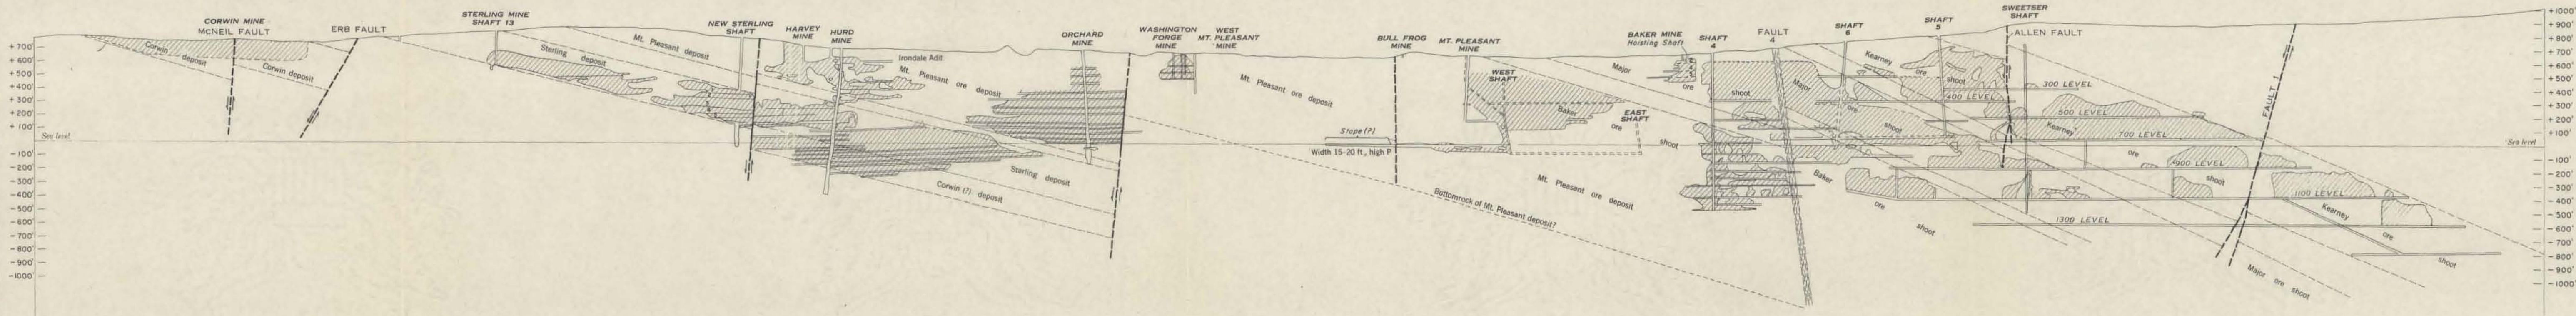 CORWIN MINE
MCNEIL FAULT
ERB FAULT
STERLING MINE
SHAFT 13
NEW STERLING
SHAFT
HARVEY
MINE
HURD
MINE
ORCHARD
MINE
WASHINGTON
FORGE
MINE
WEST
MT. PLEASANT
MINE
BULL FROG
MINE
MT. PLEASANT
MINE
BAKER MINE
Hoisting Shaft
SHAFT
4
FAULT
4
SHAFT
6
SHAFT
5
SWEETSER
SHAFT
ALLEN FAULT
FAULT 1
+700'
+600'
+500'
+400'
+300'
+200'
+100'
Sea level
-100'
-200'
-300'
-400'
-500'
-600'
-700'
-800'
-900'
-1000'
Corwin
deposit
Corwin deposit
Sterling
deposit
Mt. Pleasant deposit
Irondale Adit
Mt. Pleasant ore deposit
Sterling deposit
Corwin (?) deposit
Mt. Pleasant ore deposit
Stope (P)
Width 15-20 ft., high P
Bottomrock of Mt. Pleasant deposit?
WEST
SHAFT
Baker
ore
shoot
EAST
SHAFT
Mt. Pleasant ore deposit
Major
ore
shoot
Major
ore
shoot
Baker
ore
shoot
Kearney
ore
shoot
300 LEVEL
400 LEVEL
500 LEVEL
Kearney
700 LEVEL
ore
900 LEVEL
shoot
1100 LEVEL
1300 LEVEL
Kearney
ore
shoot
Major ore shoot
+1000'
+900'
+800'
+700'
+600'
+500'
+400'
+300'
+200'
+100'
Sea level
-100'
-200'
-300'
-400'
-500'
-600'
-700'
-800'
-900'
-1000'